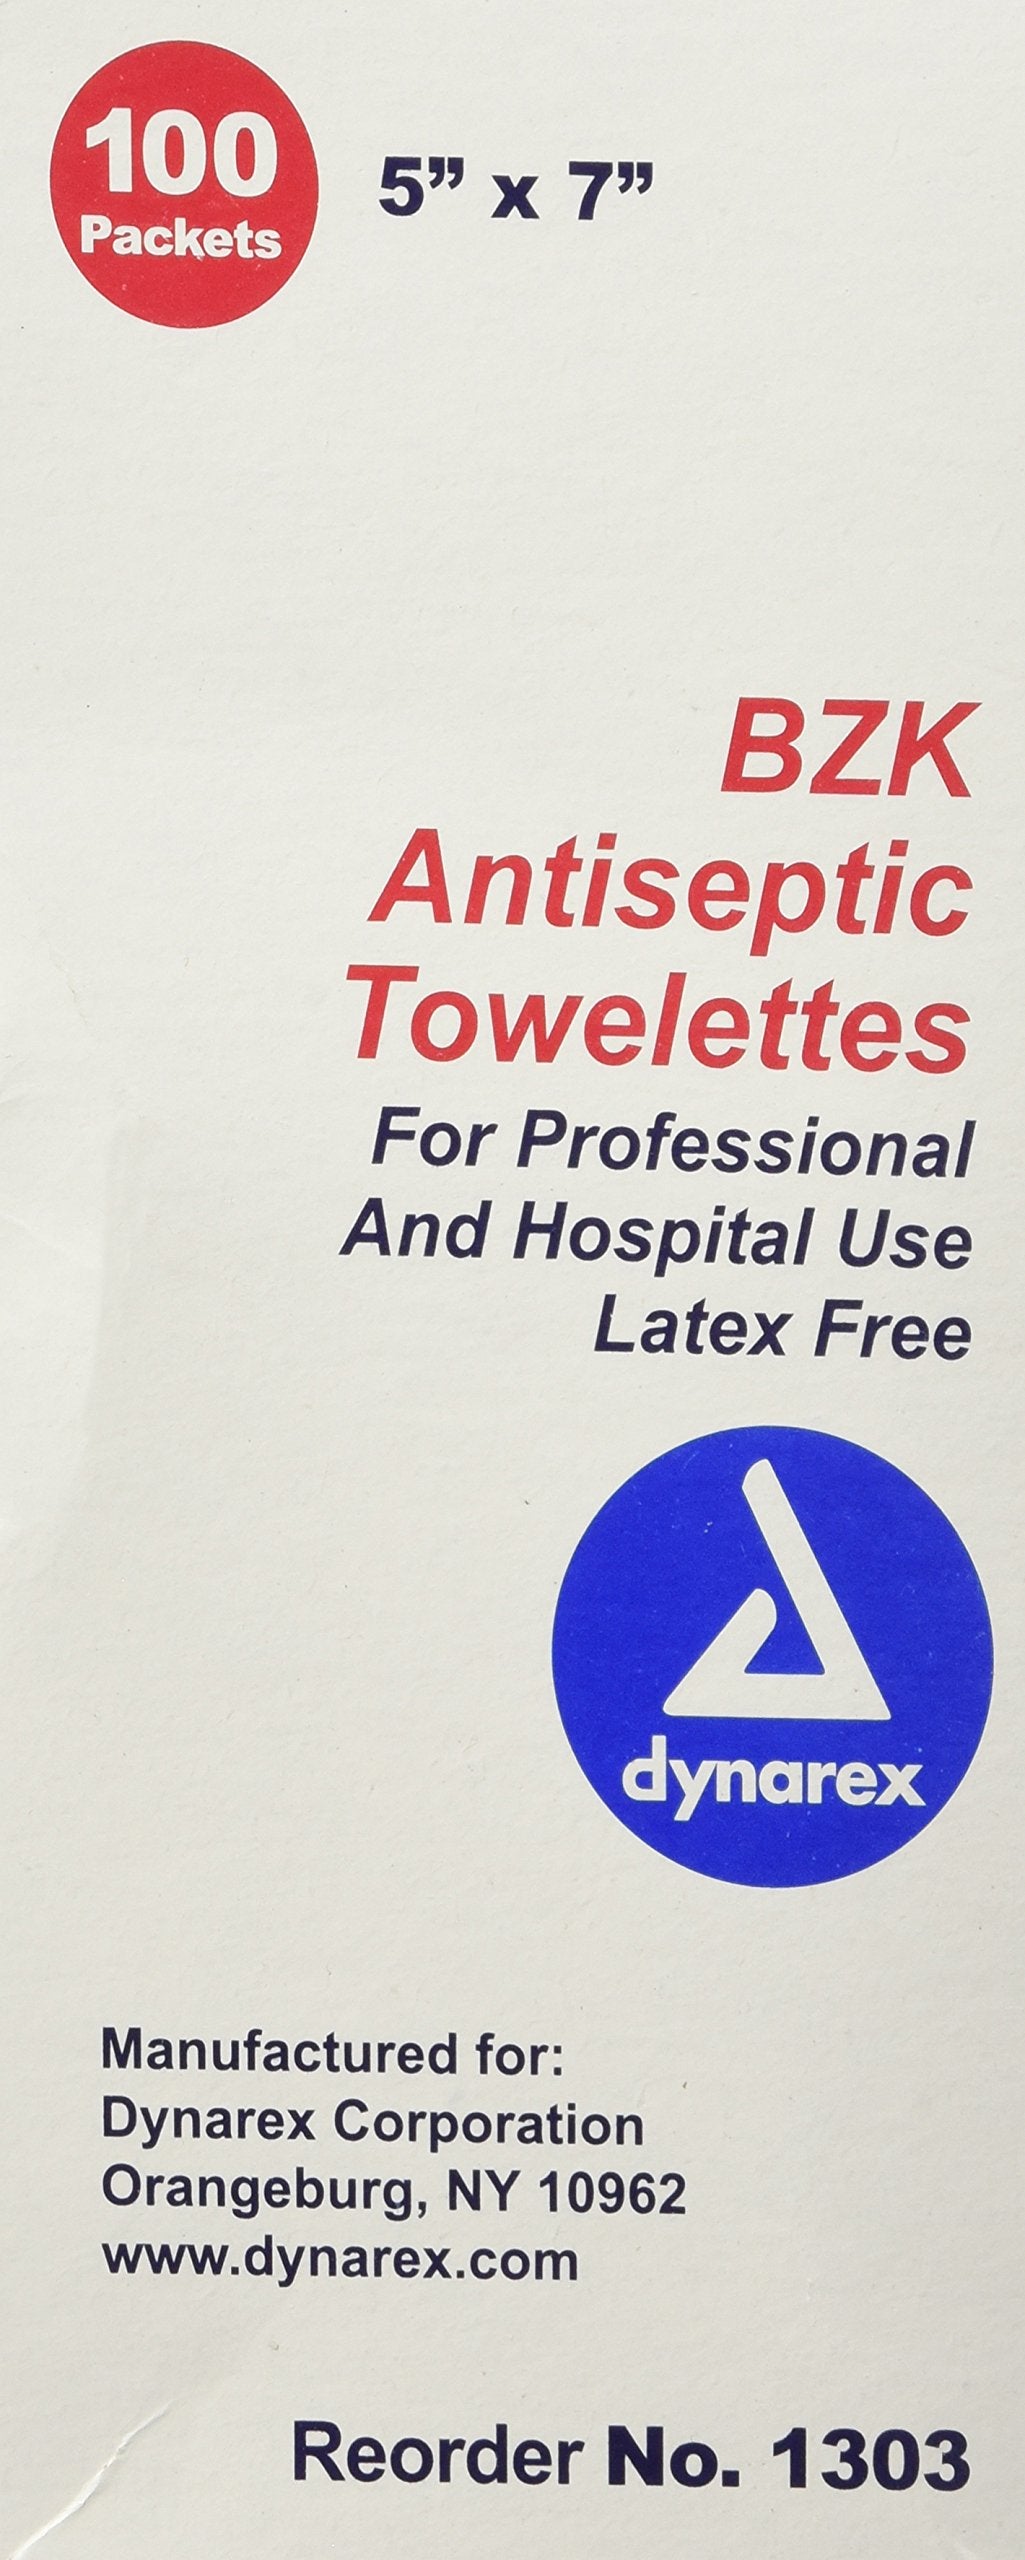 100
Packets
5” x 7”
BZK
Antiseptic
Towelettes
For Professional
And Hospital Use
Latex Free
dynarex
Manufactured for:
Dynarex Corporation
Orangeburg, NY 10962
www.dynarex.com
Reorder No. 1303